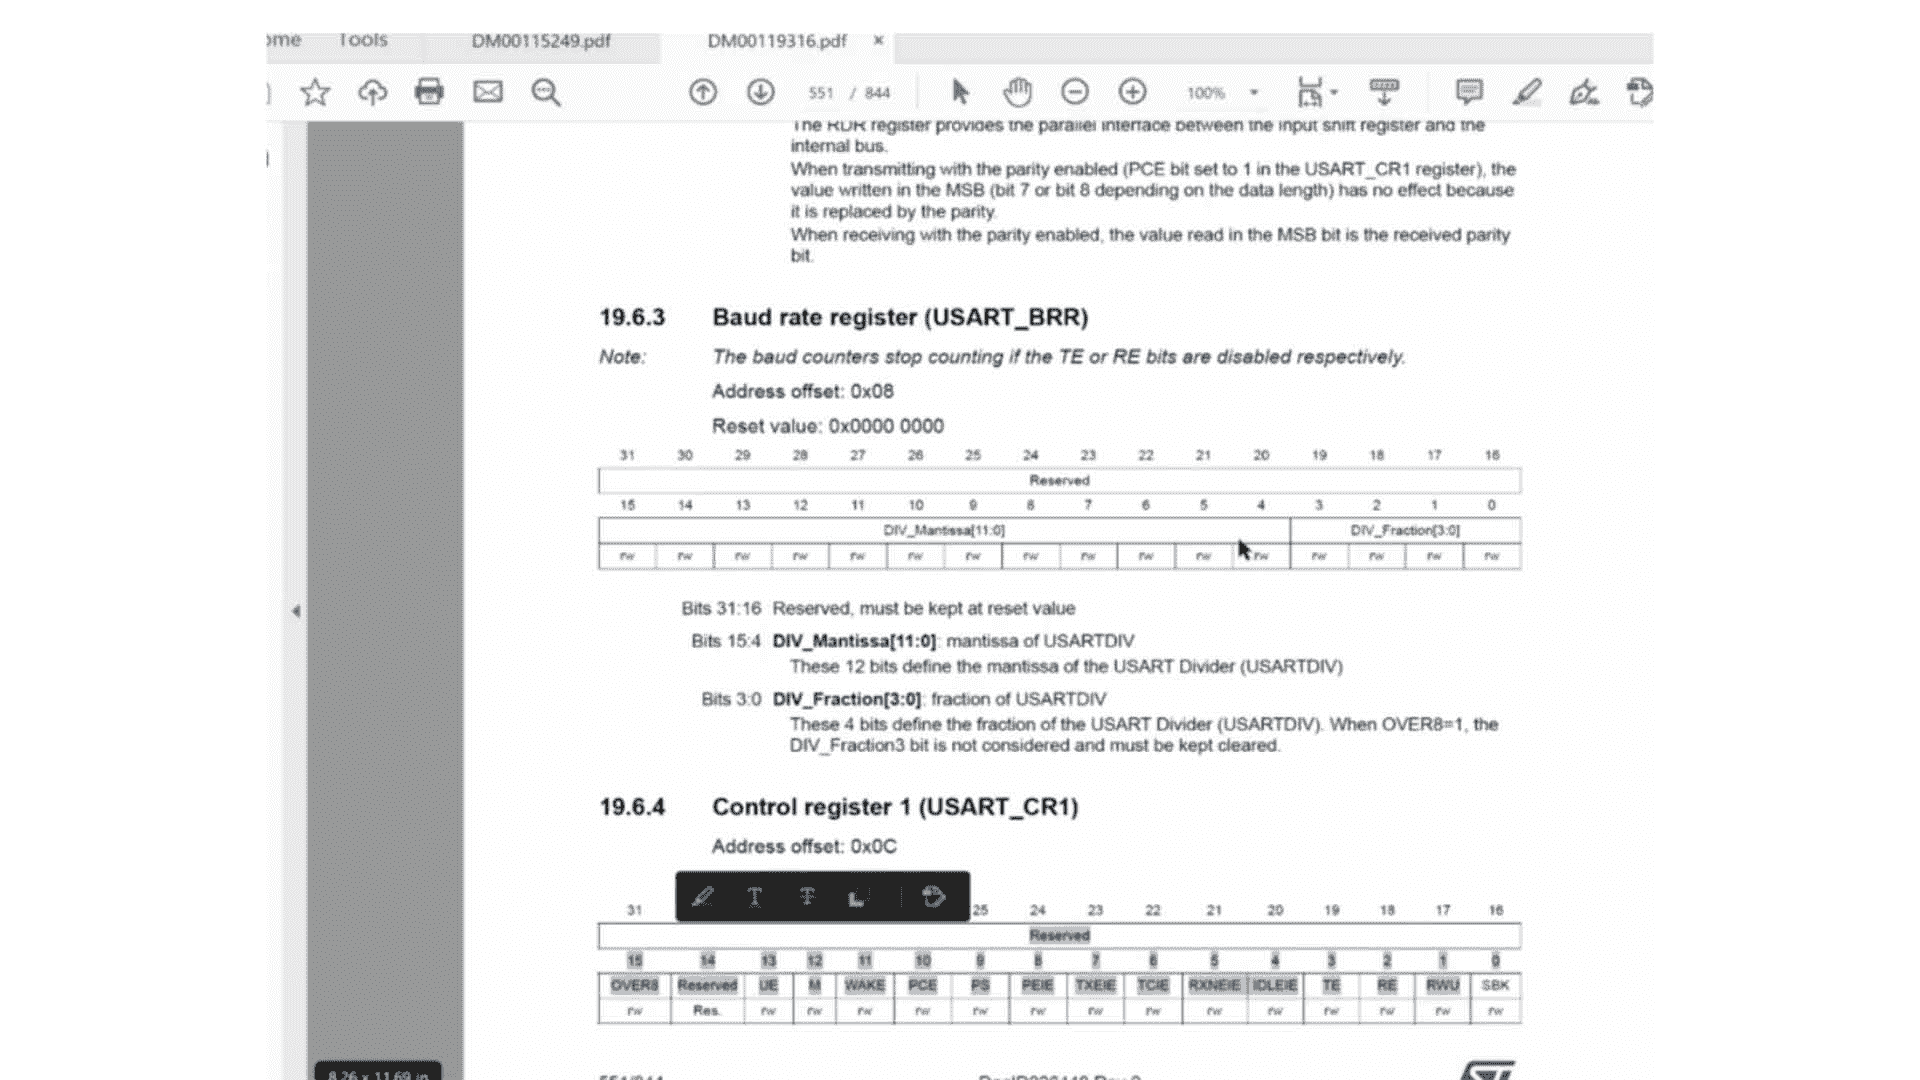 ome Tools DM00115249.pdf DM00119316.pdf ×
551 / 844 100%
The RDR register provides the parallel interface between the input shift register and the
internal bus.
When transmitting with the parity enabled (PCE bit set to 1 in the USART_CR1 register), the
value written in the MSB (bit 7 or bit 8 depending on the data length) has no effect because
it is replaced by the parity.
When receiving with the parity enabled, the value read in the MSB bit is the received parity
bit.
19.6.3 Baud rate register (USART_BRR)
Note: The baud counters stop counting if the TE or RE bits are disabled respectively.
Address offset: 0x08
Reset value: 0x0000 0000
31 30 29 28 27 26 25 24 23 22 21 20 19 18 17 16
Reserved
15 14 13 12 11 10 9 8 7 6 5 4 3 2 1 0
DIV_Mantissa[11:0] DIV_Fraction[3:0]
rw rw rw rw rw rw rw rw rw rw rw rw rw rw rw rw
Bits 31:16 Reserved, must be kept at reset value
Bits 15:4 DIV_Mantissa[11:0]: mantissa of USARTDIV
These 12 bits define the mantissa of the USART Divider (USARTDIV)
Bits 3:0 DIV_Fraction[3:0]: fraction of USARTDIV
These 4 bits define the fraction of the USART Divider (USARTDIV). When OVER8=1, the
DIV_Fraction3 bit is not considered and must be kept cleared.
19.6.4 Control register 1 (USART_CR1)
Address offset: 0x0C
31 25 24 23 22 21 20 19 18 17 16
Reserved
15 14 13 12 11 10 9 8 7 6 5 4 3 2 1 0
OVER8 Reserved UE M WAKE PCE PS PEIE TXEIE TCIE RXNEIE IDLEIE TE RE RWU SBK
rw Res. rw rw rw rw rw rw rw rw rw rw rw rw rw rw
8.26 x 11.69 in
551/844